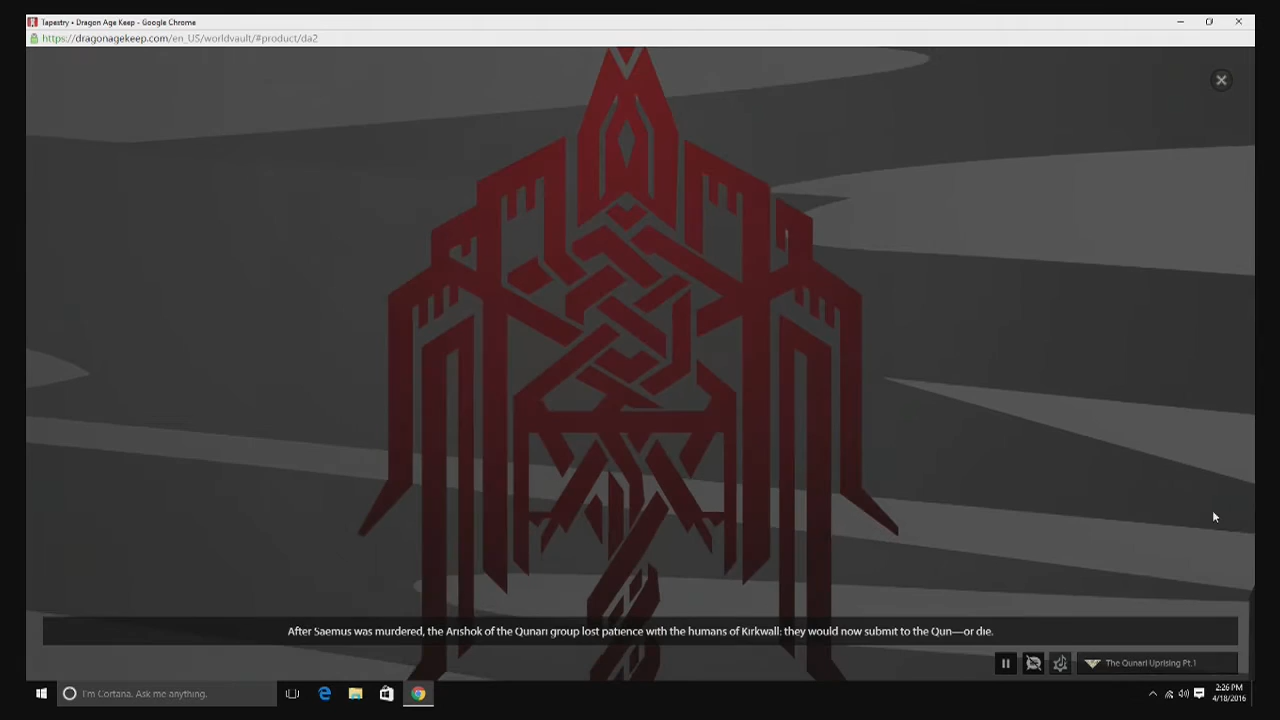 Tapestry • Dragon Age Keep - Google Chrome
https://dragonagekeep.com/en_US/worldvault/#product/da2
After Saemus was murdered, the Arishok of the Qunari group lost patience with the humans of Kirkwall: they would now submit to the Qun—or die.
The Qunari Uprising Pt.1
I'm Cortana. Ask me anything.
2:26 PM
4/18/2016